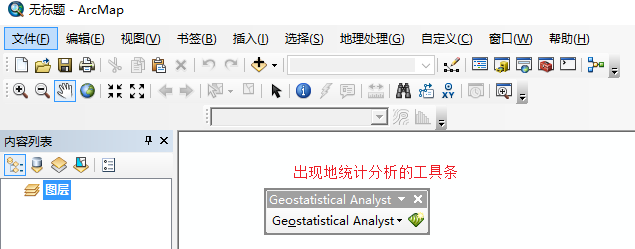 无标题 - ArcMap
文件(F) 编辑(E) 视图(V) 书签(B) 插入(I) 选择(S) 地理处理(G) 自定义(C) 窗口(W) 帮助(H)
XY
内容列表
图层
出现地统计分析的工具条
Geostatistical Analyst
Geostatistical Analyst